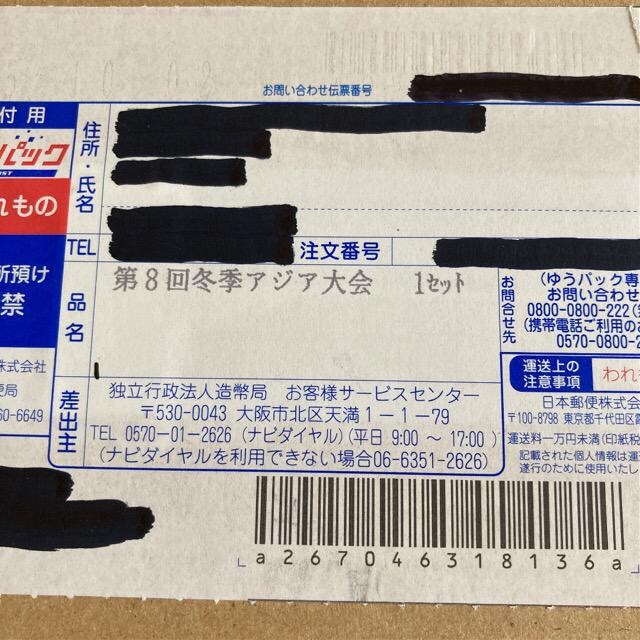 お問い合わせ伝票番号
付用
パック
れもの
所預け
禁
株式会社
便局
60-6649
住所・氏名
TEL
注文番号
品名
第8回冬季アジア大会 1セット
お問合せ先
(ゆうパック専
お問い合わせ
0800-0800-222
(携帯電話ご利用のお
0570-0800-2
差出主
独立行政法人造幣局 お客様サービスセンター
〒530-0043 大阪市北区天満1-1-79
TEL 0570-01-2626 (ナビダイヤル)(平日 9:00 ~ 17:00 )
(ナビダイヤルを利用できない場合06-6351-2626)
運送上の
注意事項
われ
日本郵便株式会
〒100-8798 東京都千代田区
運送料一万円未満(印紙税
記載された個人情報は運
遂行のために使用いたし
a267046318136a